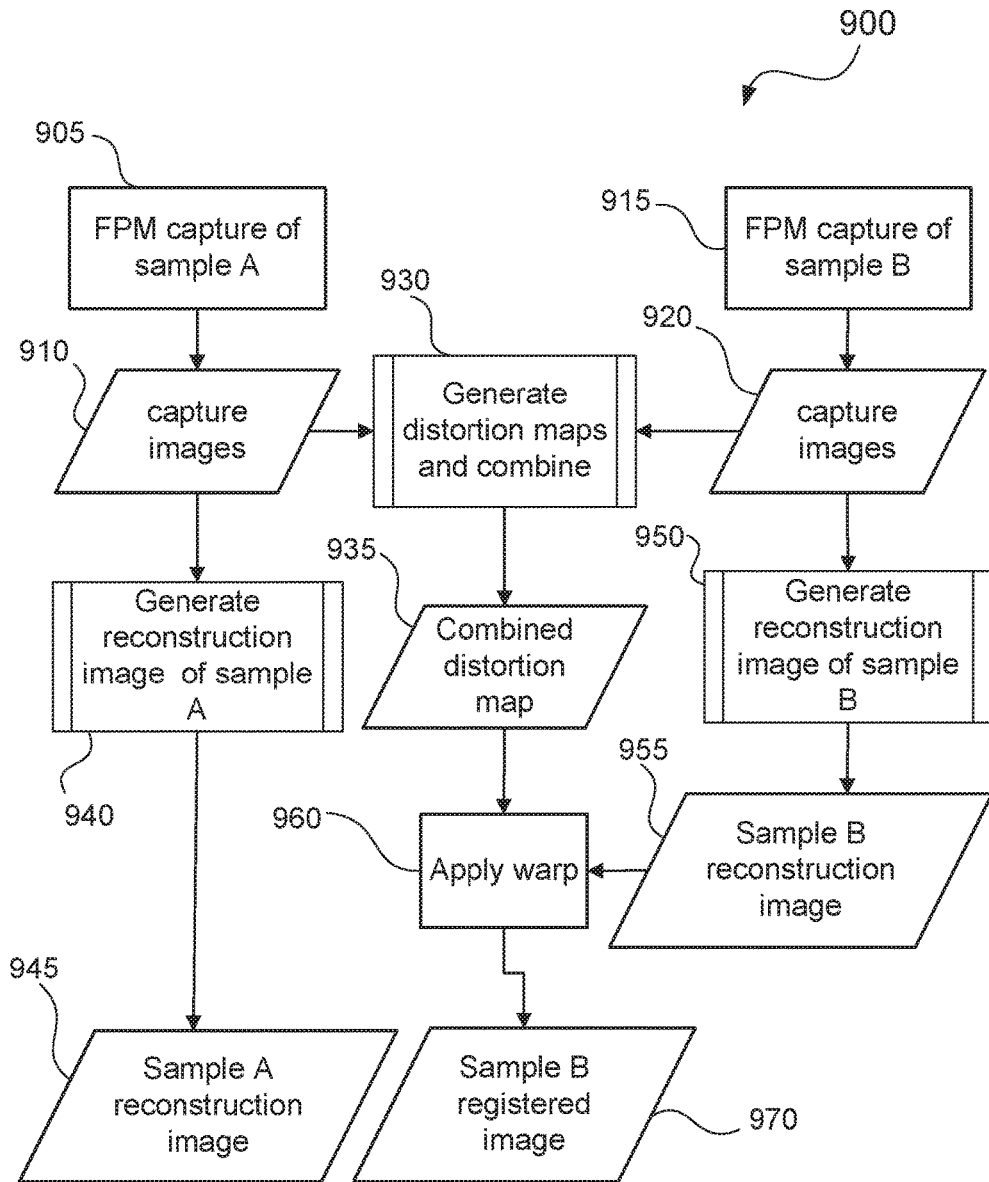 900
905
FPM capture of
sample A
915
FPM capture of
sample B
910
capture
images
930
Generate
distortion maps
and combine
920
capture
images
940
Generate
reconstruction
image of sample
A
935
Combined
distortion
map
950
Generate
reconstruction
image of sample
B
960
Apply warp
955
Sample B
reconstruction
image
945
Sample A
reconstruction
image
Sample B
registered
image
970